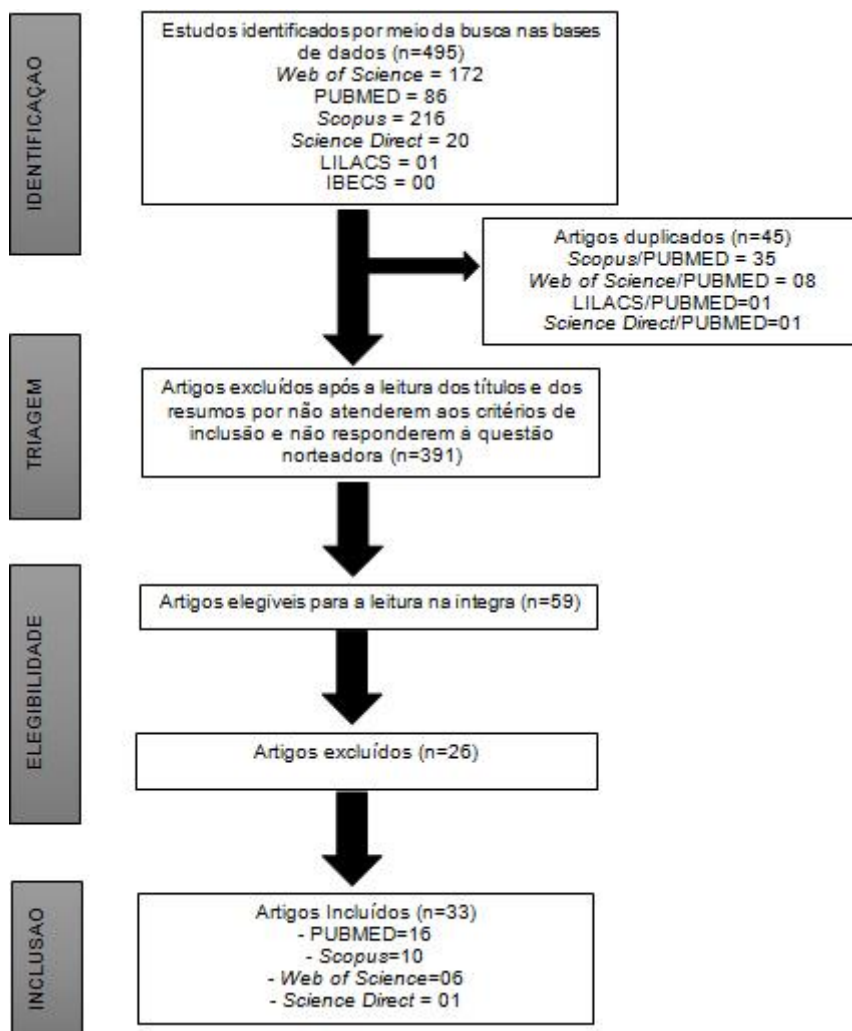 IDENTIFICAÇAO
Estudos identificados por meio da busca nas bases
de dados (n=495)
Web of Science = 172
PUBMED = 86
Scopus = 216
Science Direct = 20
LILACS = 01
IBECS = 00
Artigos duplicados (n=45)
Scopus/PUBMED = 35
Web of Science/PUBMED = 08
LILACS/PUBMED=01
Science Direct/PUBMED=01
TRIAGEM
Artigos excluídos após a leitura dos títulos e dos
resumos por não atenderem aos critérios de
inclusão e não responderem à questão
norteadora (n=391)
ELEGIBILIDADE
Artigos elegíveis para a leitura na íntegra (n=59)
Artigos excluídos (n=26)
INCLUSAO
Artigos Incluídos (n=33)
- PUBMED=16
- Scopus=10
- Web of Science=06
- Science Direct = 01